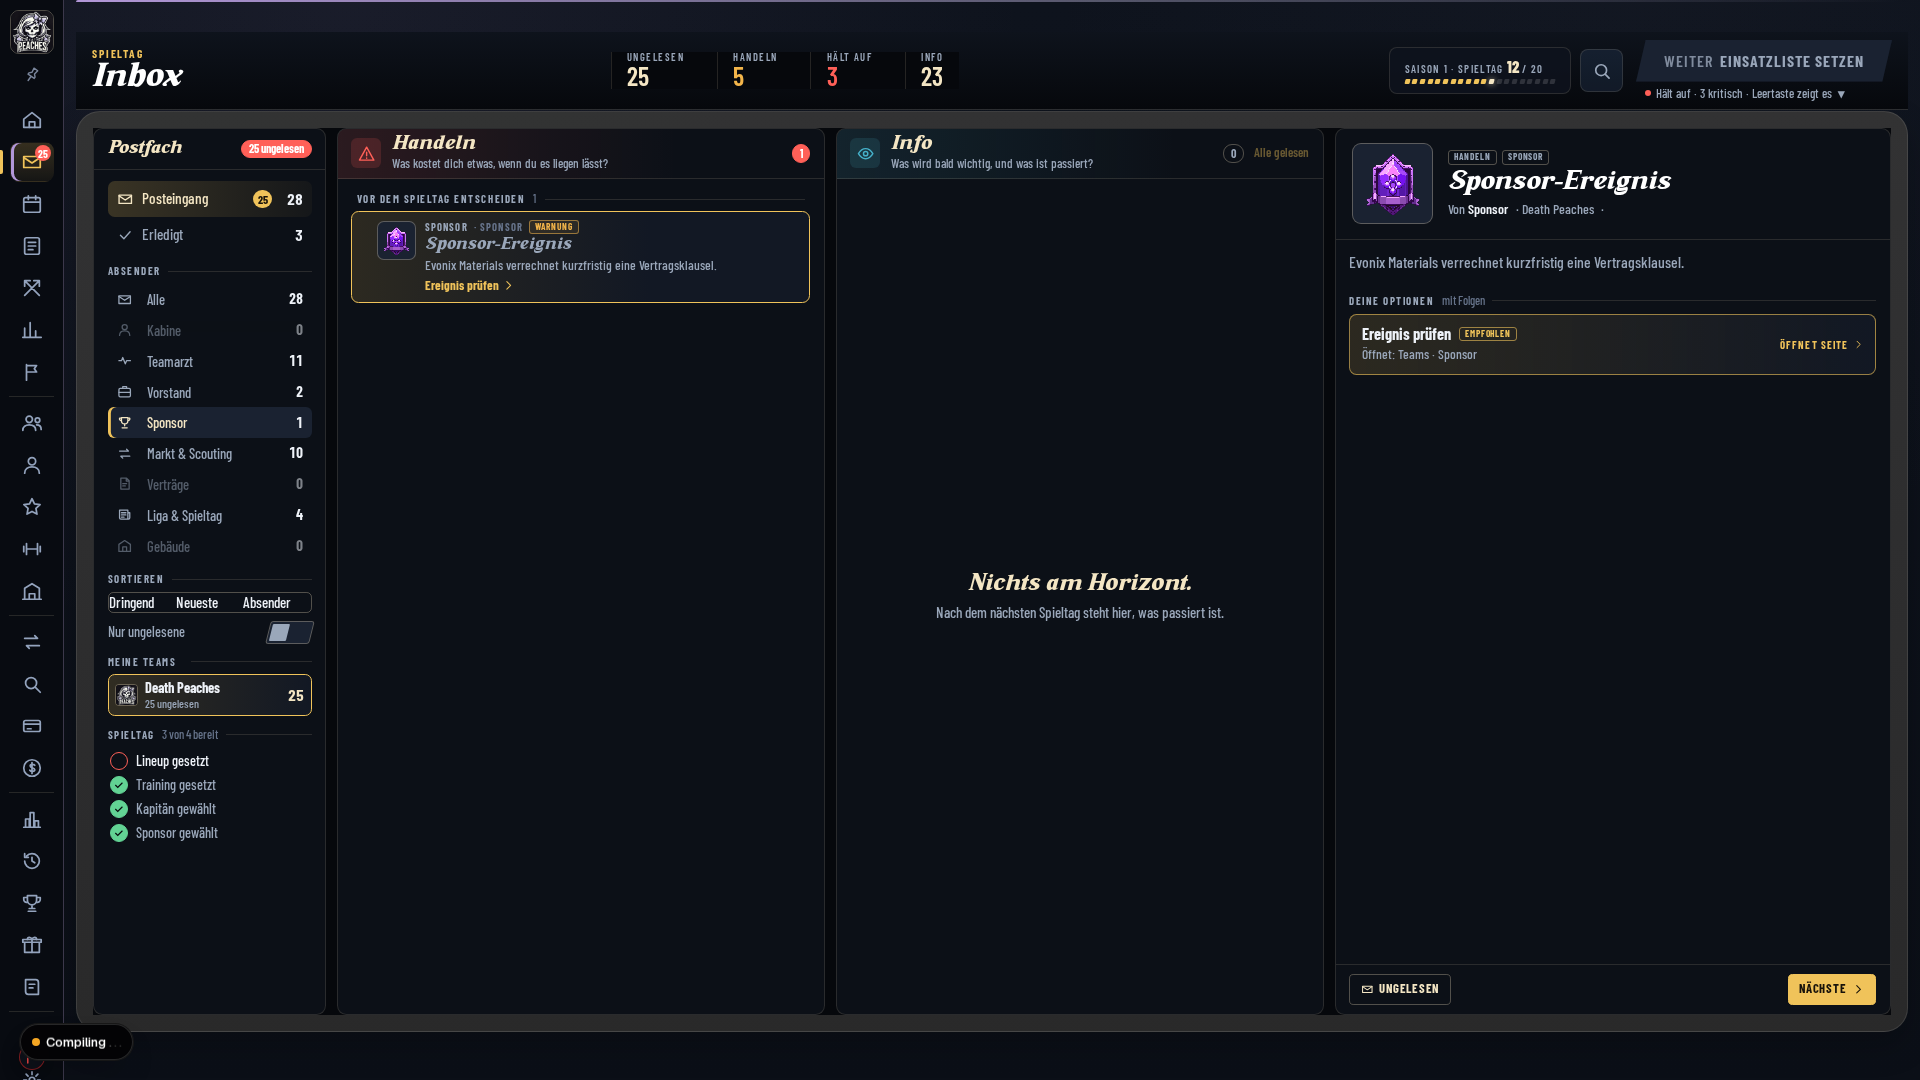 PEACHES
SPIELTAG
Inbox
UNGELESEN
25
HANDELN
5
HÄLT AUF
3
INFO
23
SAISON 1 · SPIELTAG 12 / 20
WEITER EINSATZLISTE SETZEN
Hält auf · 3 kritisch · Leertaste zeigt es ▼
25
Postfach
25 ungelesen
Posteingang 25 28
Erledigt 3
ABSENDER
Alle 28
Kabine 0
Teamarzt 11
Vorstand 2
Sponsor 1
Markt & Scouting 10
Verträge 0
Liga & Spieltag 4
Gebäude 0
SORTIEREN
Dringend Neueste Absender
Nur ungelesene
MEINE TEAMS
Death Peaches
25 ungelesen
25
SPIELTAG 3 von 4 bereit
Lineup gesetzt
Training gesetzt
Kapitän gewählt
Sponsor gewählt
Handeln
Was kostet dich etwas, wenn du es liegen lässt?
1
VOR DEM SPIELTAG ENTSCHEIDEN 1
SPONSOR · SPONSOR WARNUNG
Sponsor-Ereignis
Evonix Materials verrechnet kurzfristig eine Vertragsklausel.
Ereignis prüfen
Info
Was wird bald wichtig, und was ist passiert?
0 Alle gelesen
Nichts am Horizont.
Nach dem nächsten Spieltag steht hier, was passiert ist.
HANDELN SPONSOR
Sponsor-Ereignis
Von Sponsor · Death Peaches ·
Evonix Materials verrechnet kurzfristig eine Vertragsklausel.
DEINE OPTIONEN mit Folgen
Ereignis prüfen EMPFOHLEN
Öffnet: Teams · Sponsor
ÖFFNET SEITE
UNGELESEN
NÄCHSTE
Compiling ...